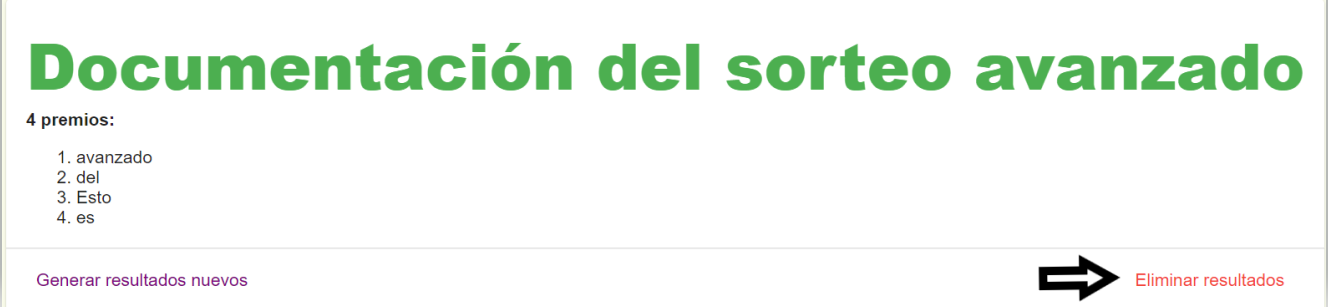 Documentación del sorteo avanzado
4 premios:
1. avanzado
2. del
3. Esto
4. es
Generar resultados nuevos
Eliminar resultados